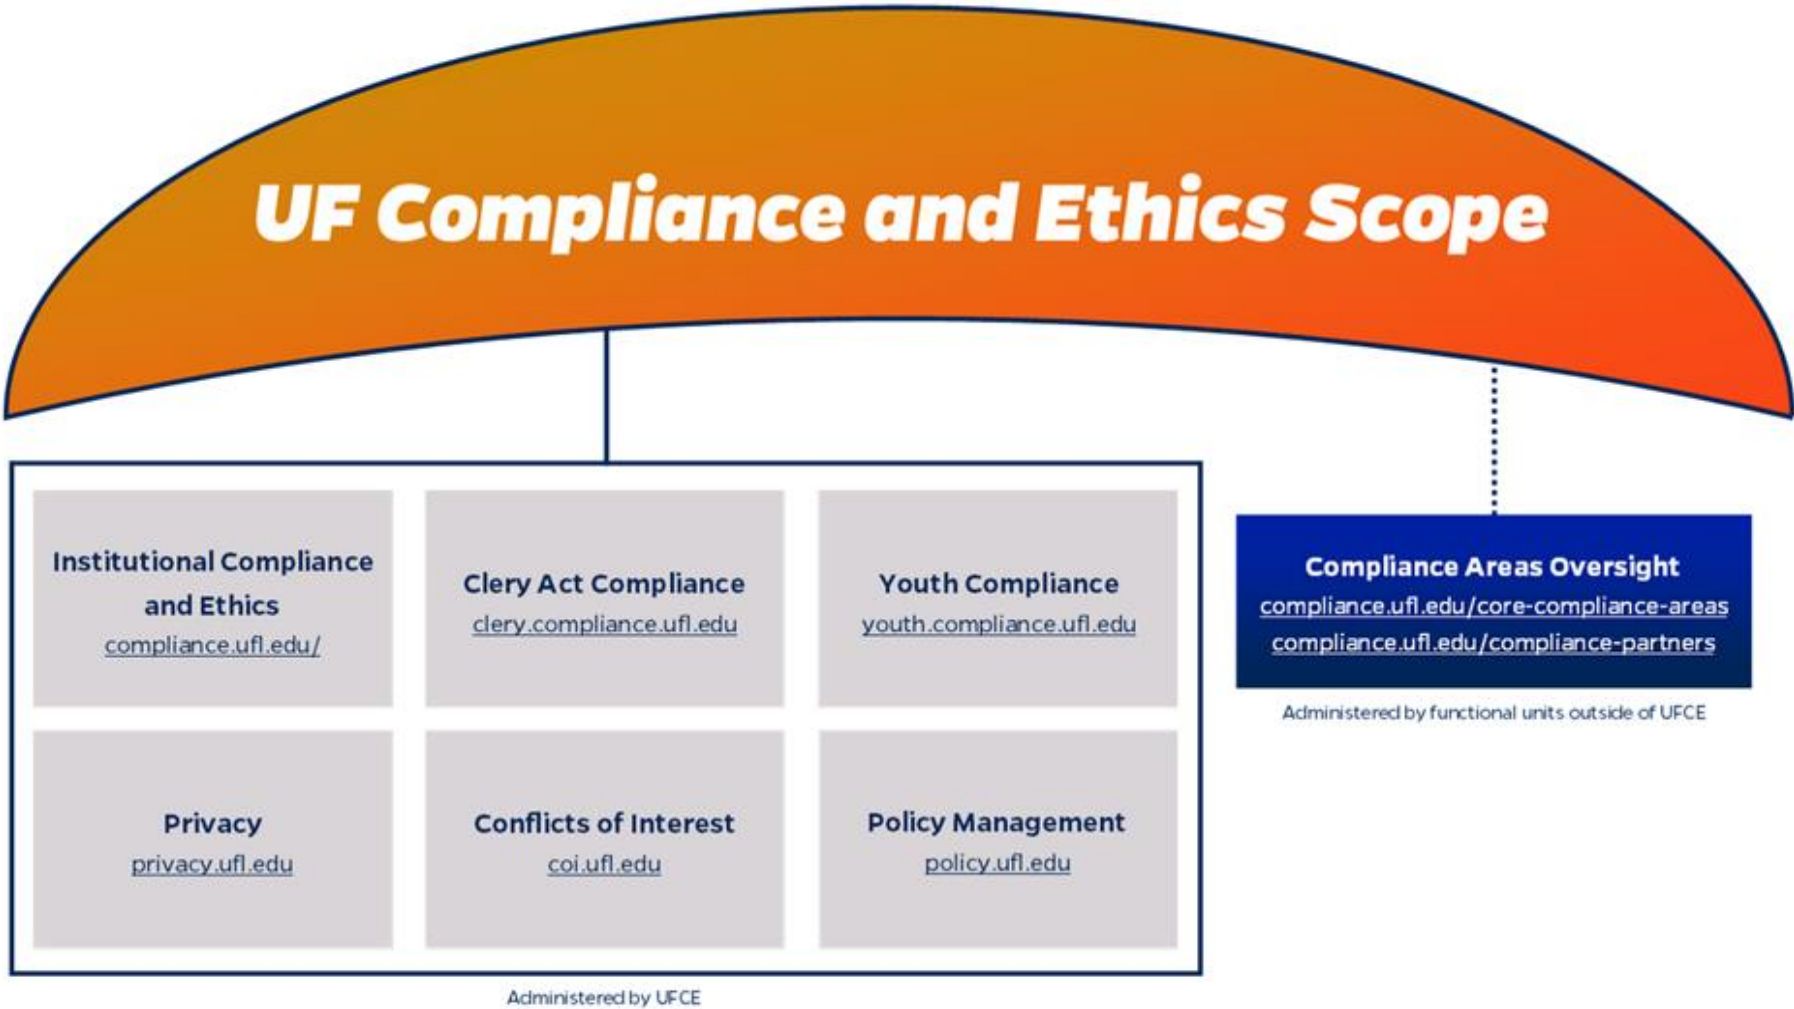 UF Compliance and Ethics Scope
Institutional Compliance
and Ethics
compliance.ufl.edu/
Clery Act Compliance
clery.compliance.ufl.edu
Youth Compliance
youth.compliance.ufl.edu
Privacy
privacy.ufl.edu
Conflicts of Interest
coi.ufl.edu
Policy Management
policy.ufl.edu
Administered by UFCE
Compliance Areas Oversight
compliance.ufl.edu/core-compliance-areas
compliance.ufl.edu/compliance-partners
Administered by functional units outside of UFCE